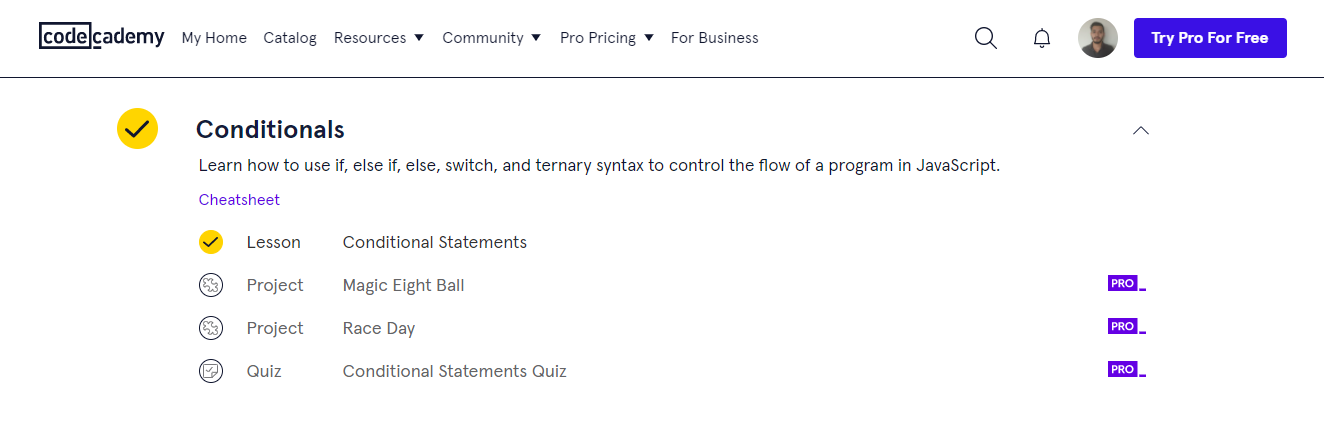 codecademy My Home Catalog Resources Community Pro Pricing For Business Try Pro For Free
Conditionals
Learn how to use if, else if, else, switch, and ternary syntax to control the flow of a program in JavaScript.
Cheatsheet
Lesson Conditional Statements
Project Magic Eight Ball PRO
Project Race Day PRO
Quiz Conditional Statements Quiz PRO